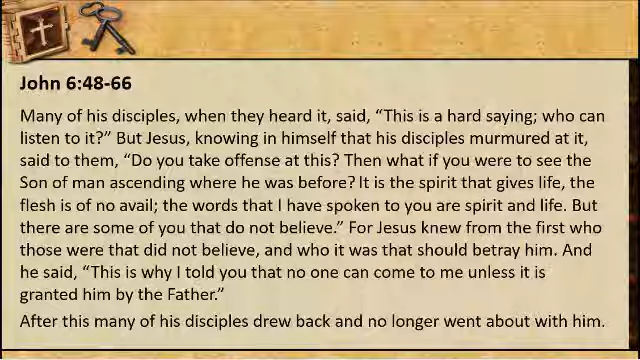 John 6:48-66
Many of his disciples, when they heard it, said, “This is a hard saying; who can
listen to it?” But Jesus, knowing in himself that his disciples murmured at it,
said to them, “Do you take offense at this? Then what if you were to see the
Son of man ascending where he was before? It is the spirit that gives life, the
flesh is of no avail; the words that I have spoken to you are spirit and life. But
there are some of you that do not believe.” For Jesus knew from the first who
those were that did not believe, and who it was that should betray him. And
he said, “This is why I told you that no one can come to me unless it is
granted him by the Father.”
After this many of his disciples drew back and no longer went about with him.